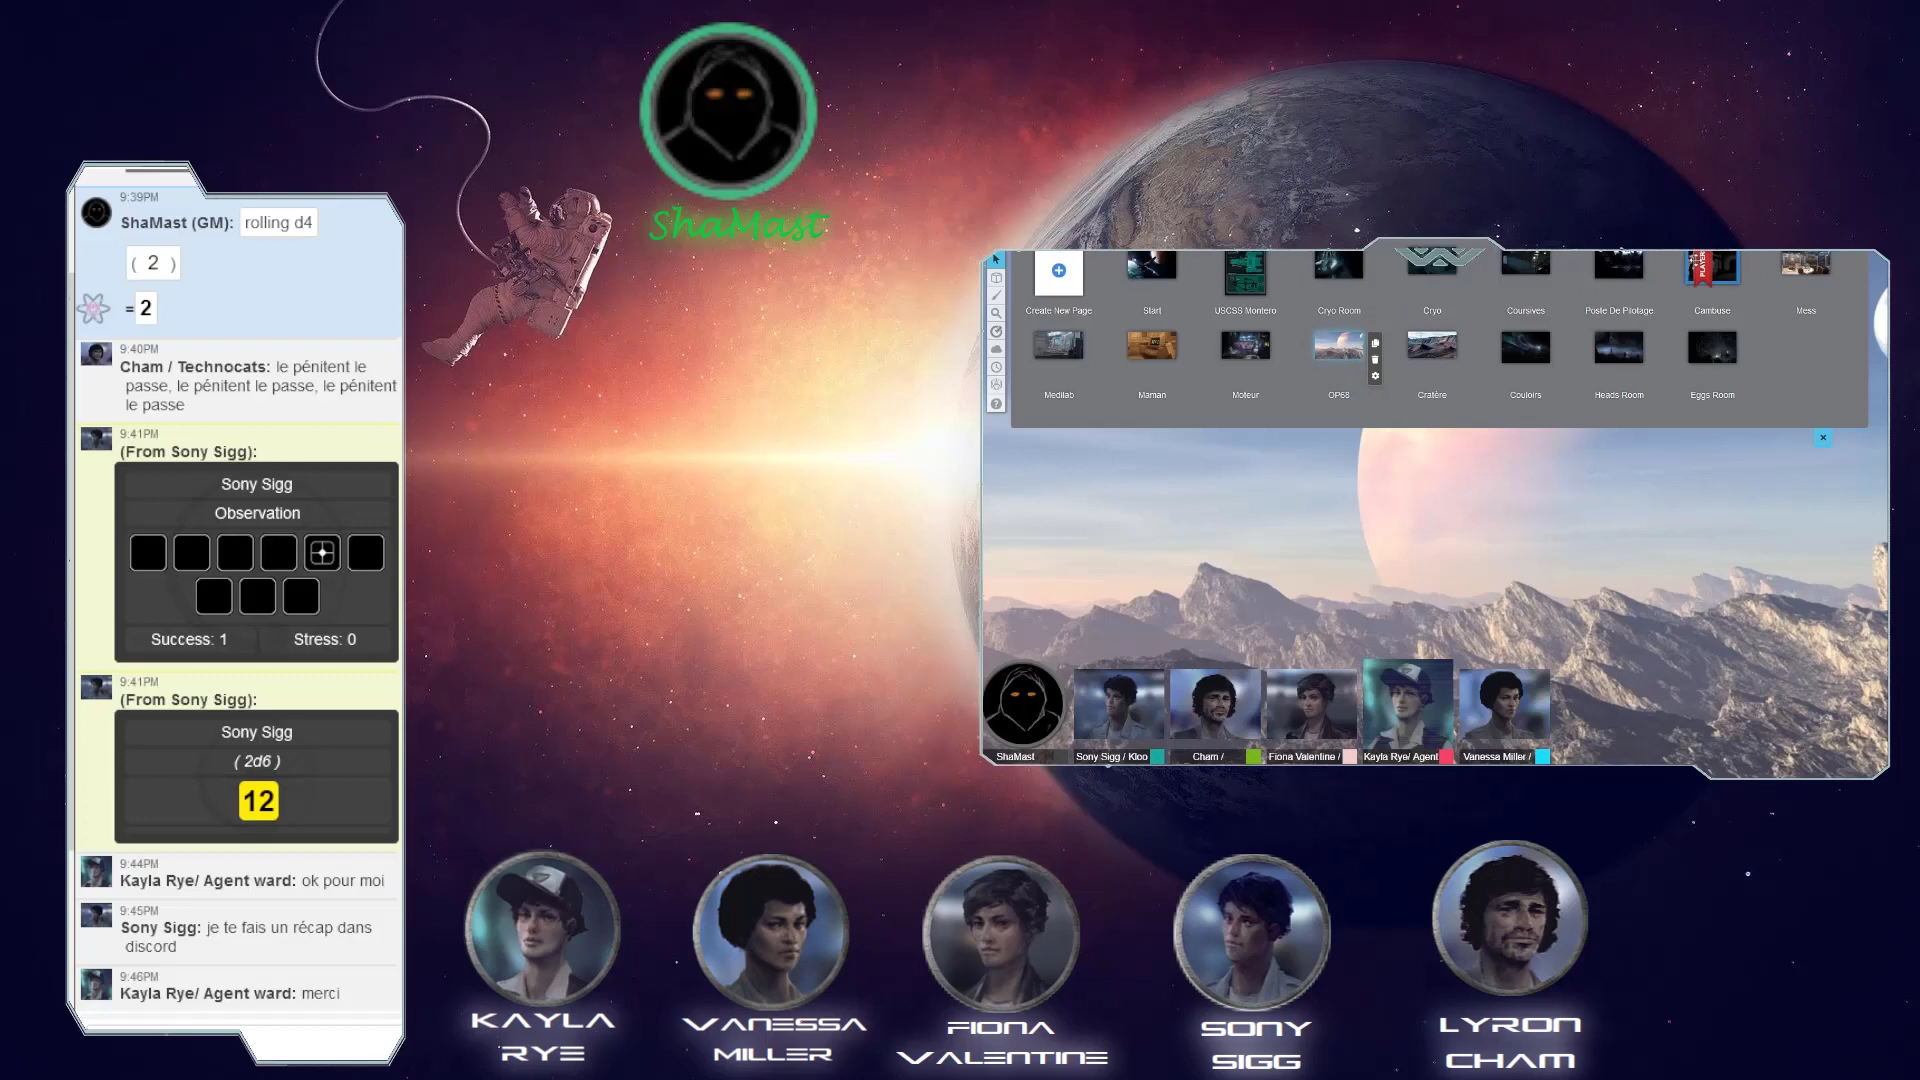 ShaMast
9:39PM
ShaMast (GM): rolling d4
( 2 )
=2
9:40PM
Cham / Technocats: le pénitent le
passe, le pénitent le passe, le pénitent
le passe
9:41PM
(From Sony Sigg):
Sony Sigg
Observation
Success: 1 Stress: 0
9:41PM
(From Sony Sigg):
Sony Sigg
( 2d6 )
12
9:44PM
Kayla Rye/ Agent ward: ok pour moi
9:45PM
Sony Sigg: je te fais un récap dans
discord
9:46PM
Kayla Rye/ Agent ward: merci
PLAYER
Create New Page Start USCSS Montero Cryo Room Cryo Coursives Poste De Pilotage Cambuse Mess
Medilab Maman Moteur OP68 Cratère Couloirs Heads Room Eggs Room
ShaMast Sony Sigg / Kloo Cham / Fiona Valentine / Kayla Rye/ Agent Vanessa Miller /
KAYLA
RYE
VANESSA
MILLER
FIONA
VALENTINE
SONY
SIGG
LYRON
CHAM